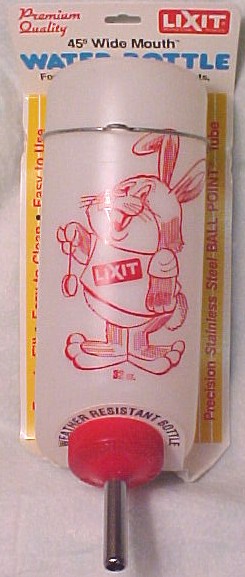 Premium
Quality
LIXIT
45° Wide Mouth™
WATER BOTTLE
Easy to Clean • Easy to Use
LIXIT
32 oz.
Precision Stainless Steel BALL POINT® Tube
WEATHER RESISTANT BOTTLE